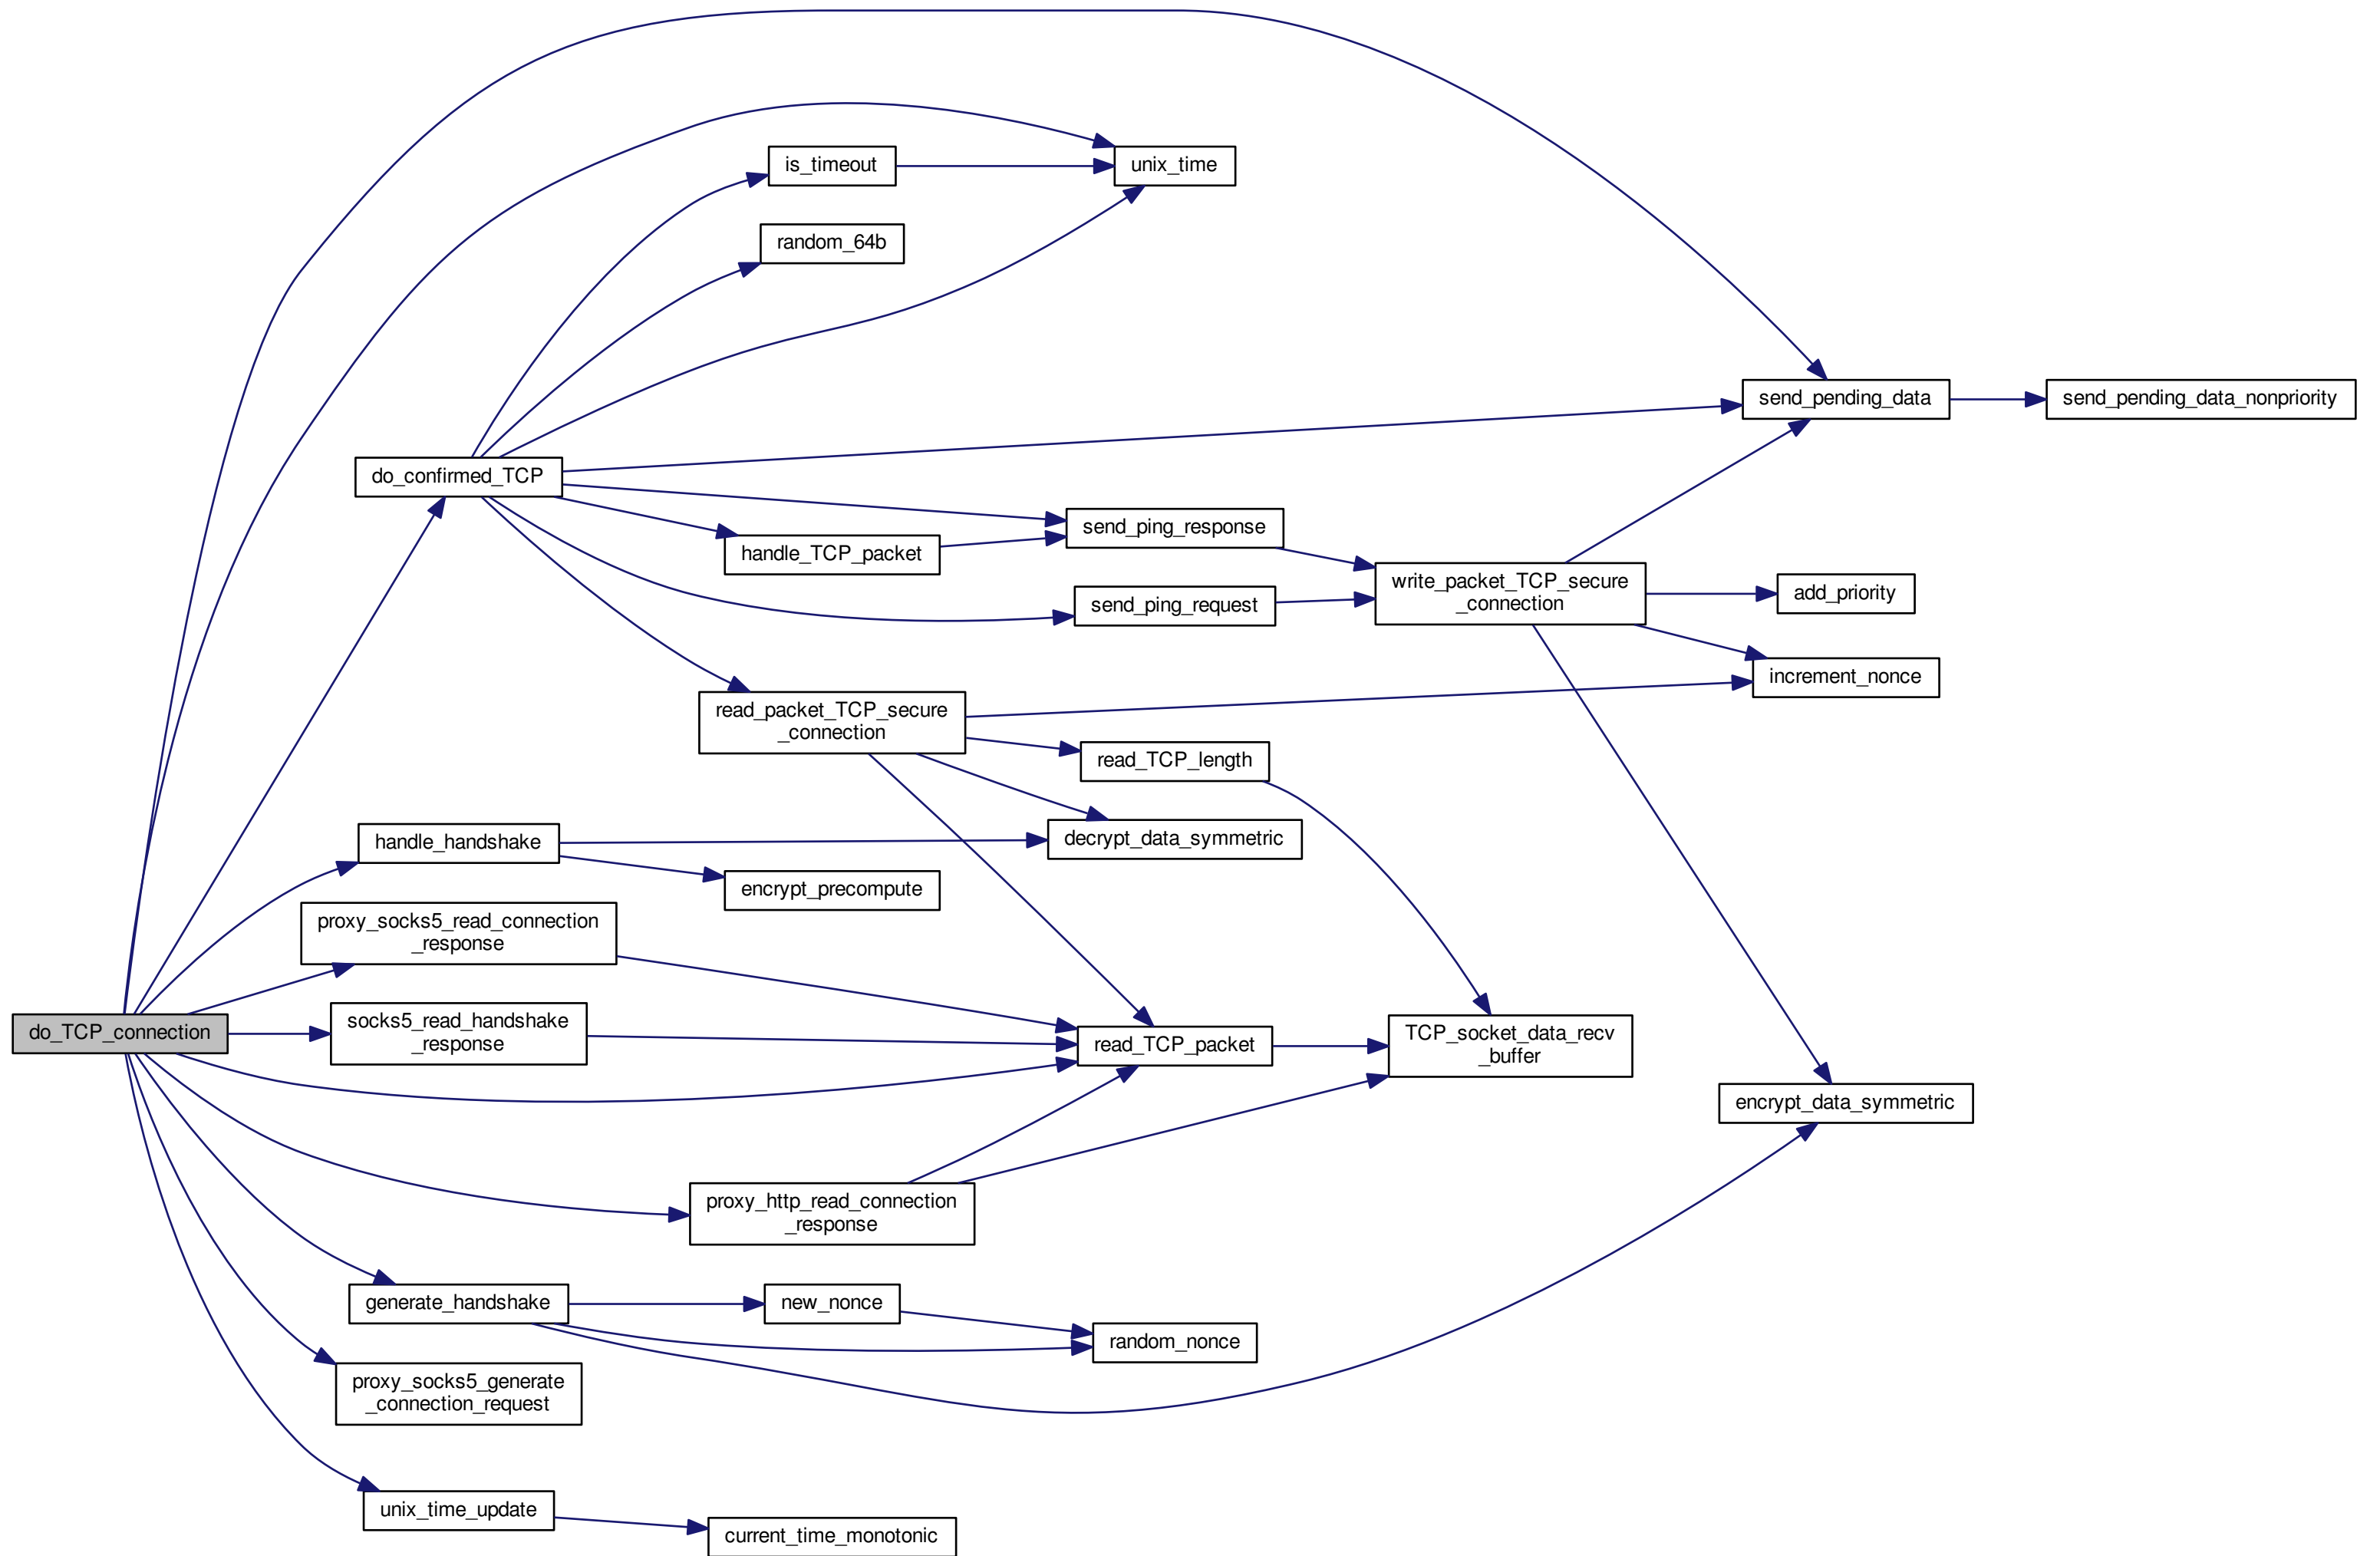 is_timeout
unix_time
random_64b
send_pending_data
send_pending_data_nonpriority
do_confirmed_TCP
send_ping_response
handle_TCP_packet
write_packet_TCP_secure
_connection
add_priority
send_ping_request
increment_nonce
read_packet_TCP_secure
_connection
read_TCP_length
handle_handshake
decrypt_data_symmetric
encrypt_precompute
proxy_socks5_read_connection
_response
do_TCP_connection
socks5_read_handshake
_response
read_TCP_packet
TCP_socket_data_recv
_buffer
encrypt_data_symmetric
proxy_http_read_connection
_response
generate_handshake
new_nonce
random_nonce
proxy_socks5_generate
_connection_request
unix_time_update
current_time_monotonic